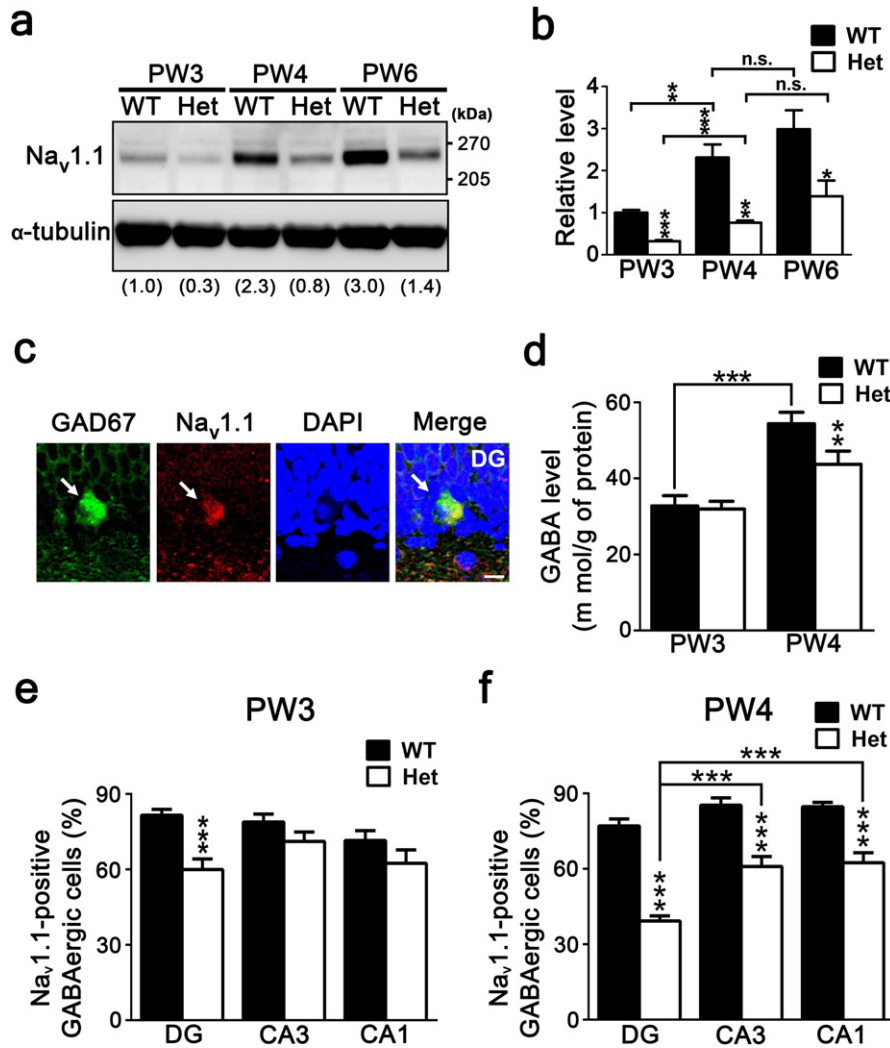 a
PW3 PW4 PW6
WT Het WT Het WT Het (kDa)
Naᵥ1.1
270
205
α-tubulin
(1.0) (0.3) (2.3) (0.8) (3.0) (1.4)
b
WT
Het
n.s.
n.s.
**
***
***
**
*
Relative level
4
3
2
1
0
PW3 PW4 PW6
c
GAD67 Naᵥ1.1 DAPI Merge
DG
d
WT
Het
***
**
GABA level
(m mol/g of protein)
60
40
20
0
PW3 PW4
e
PW3
WT
Het
***
Naᵥ1.1-positive
GABAergic cells (%)
90
60
30
0
DG CA3 CA1
f
PW4
WT
Het
***
***
***
***
***
Naᵥ1.1-positive
GABAergic cells (%)
90
60
30
0
DG CA3 CA1